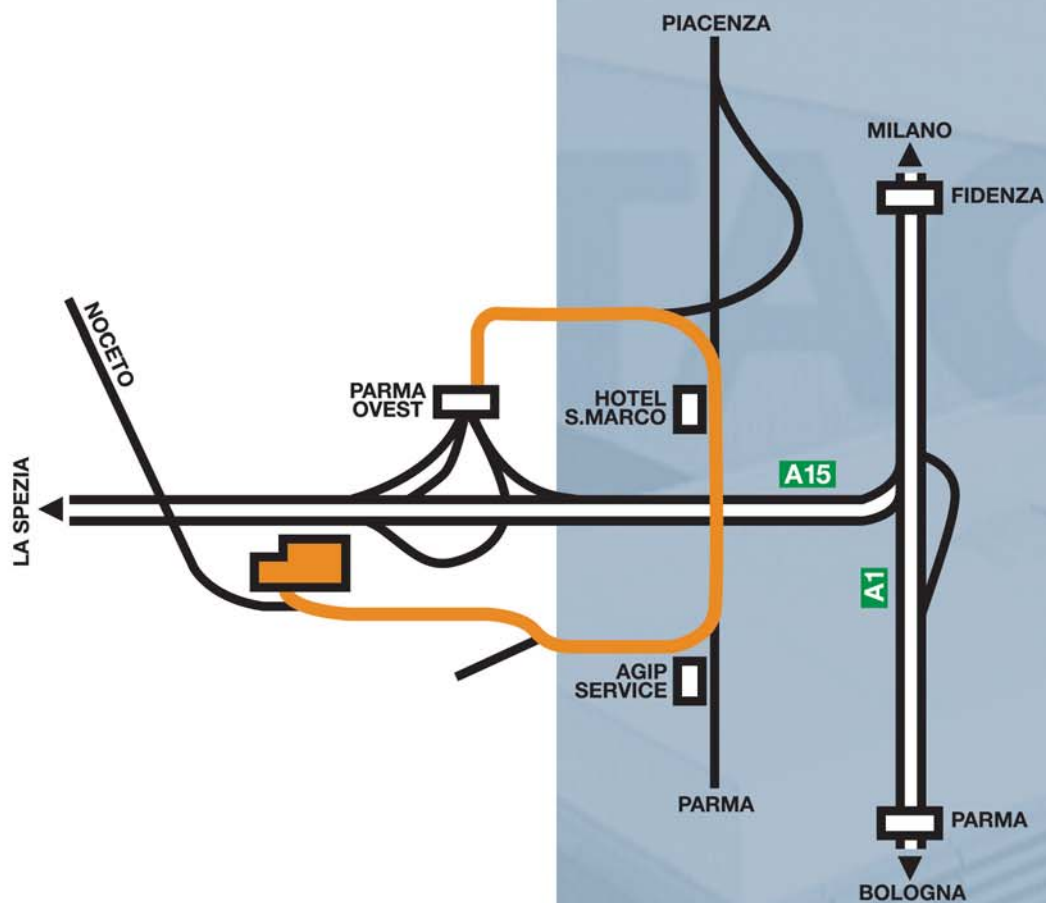 PIACENZA
MILANO
FIDENZA
NOCETO
PARMA
OVEST
HOTEL
S.MARCO
A15
LA SPEZIA
A1
AGIP
SERVICE
PARMA
PARMA
BOLOGNA